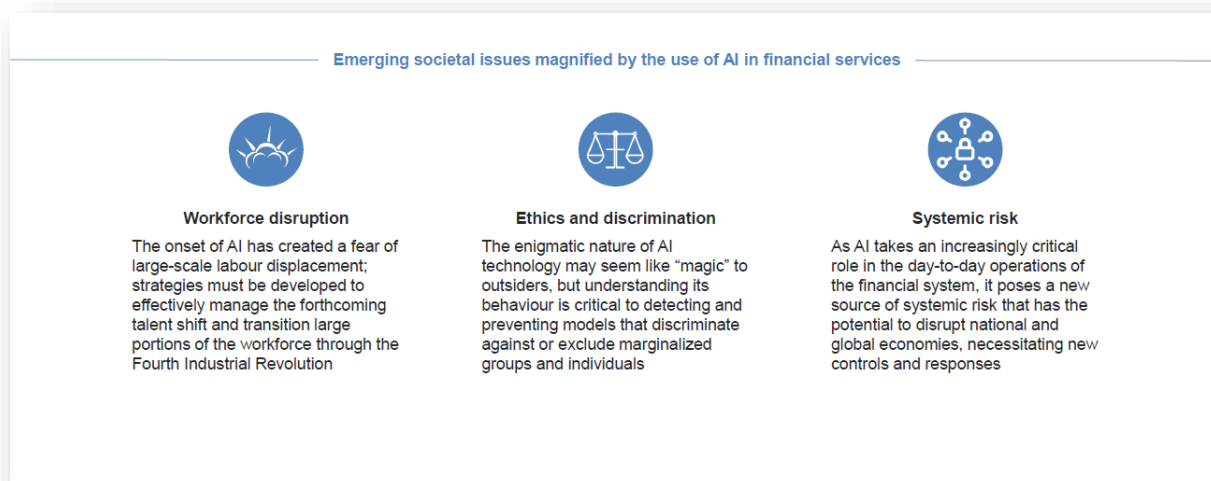 Emerging societal issues magnified by the use of AI in financial services
Workforce disruption
The onset of AI has created a fear of
large-scale labour displacement;
strategies must be developed to
effectively manage the forthcoming
talent shift and transition large
portions of the workforce through the
Fourth Industrial Revolution
Ethics and discrimination
The enigmatic nature of AI
technology may seem like “magic” to
outsiders, but understanding its
behaviour is critical to detecting and
preventing models that discriminate
against or exclude marginalized
groups and individuals
Systemic risk
As AI takes an increasingly critical
role in the day-to-day operations of
the financial system, it poses a new
source of systemic risk that has the
potential to disrupt national and
global economies, necessitating new
controls and responses